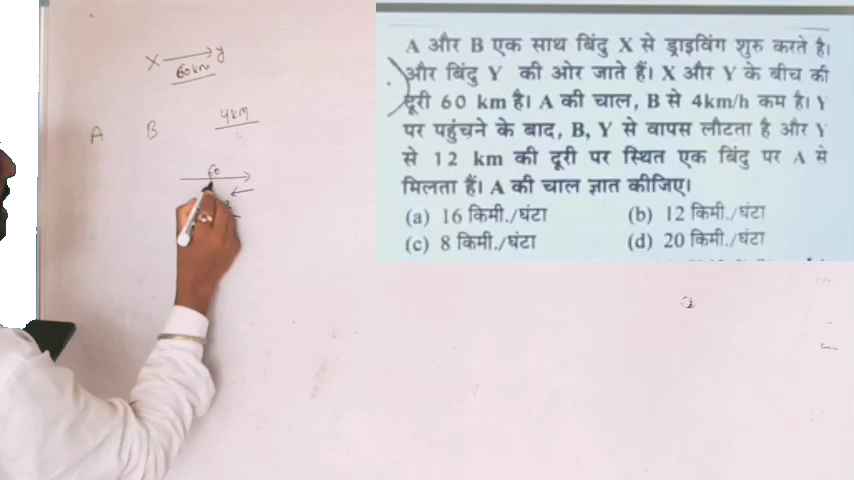 X → y
60km
A B 4km
60
A और B एक साथ बिंदु X से ड्राइविंग शुरु करते है।
और बिंदु Y की ओर जाते हैं। X और Y के बीच की
दूरी 60 km है। A की चाल, B से 4km/h कम है। Y
पर पहुंचने के बाद, B, Y से वापस लौटता है और Y
से 12 km की दूरी पर स्थित एक बिंदु पर A से
मिलता हैं। A की चाल ज्ञात कीजिए।
(a) 16 किमी./घंटा (b) 12 किमी./घंटा
(c) 8 किमी./घंटा (d) 20 किमी./घंटा